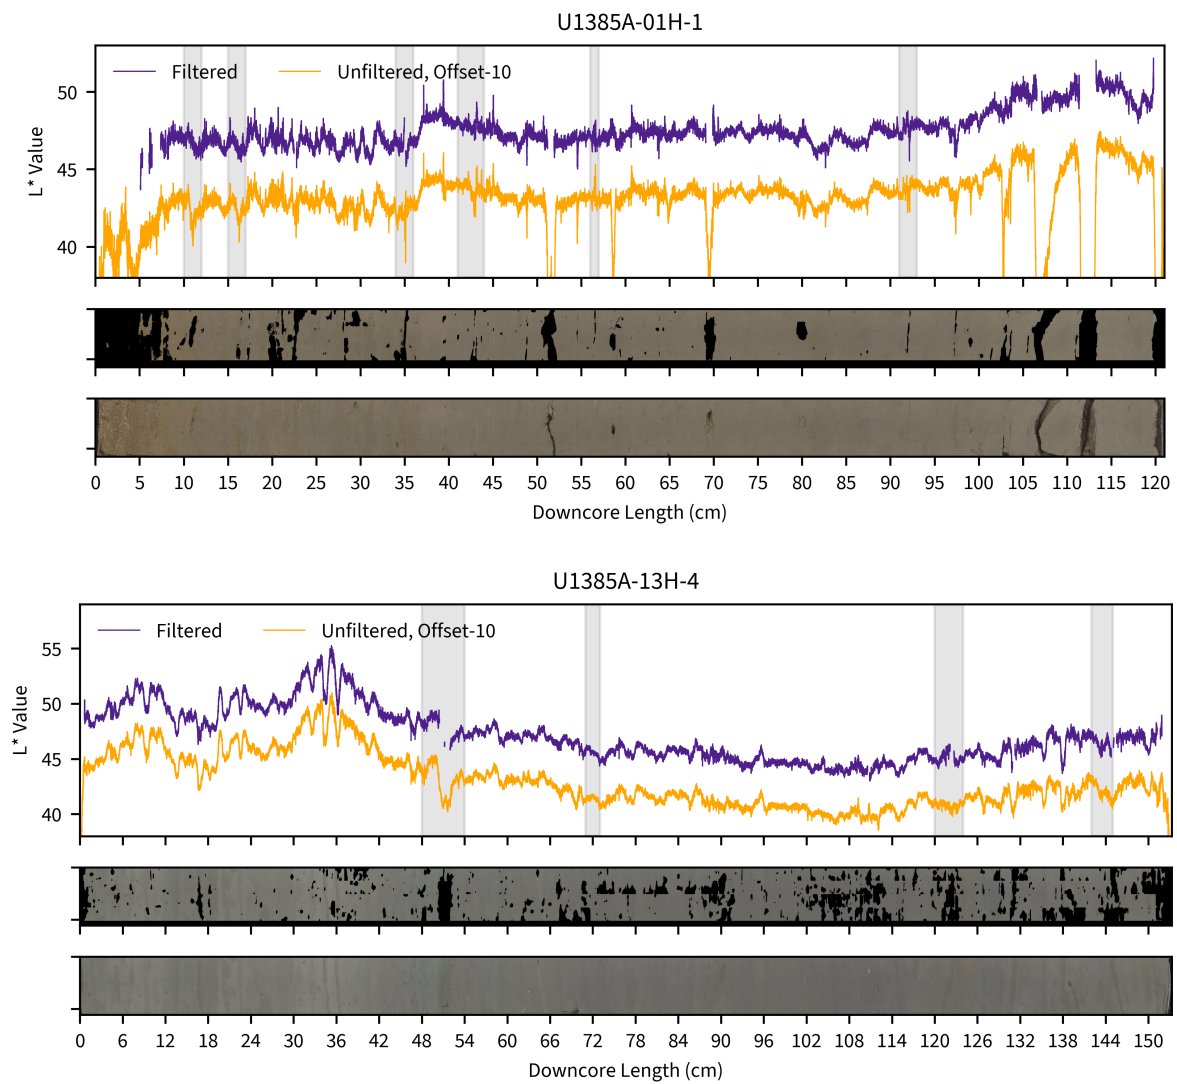 U1385A-01H-1
Filtered
Unfiltered, Offset-10
50
45
40
L* Value
0 5 10 15 20 25 30 35 40 45 50 55 60 65 70 75 80 85 90 95 100 105 110 115 120
Downcore Length (cm)
U1385A-13H-4
Filtered
Unfiltered, Offset-10
55
50
45
40
L* Value
0 6 12 18 24 30 36 42 48 54 60 66 72 78 84 90 96 102 108 114 120 126 132 138 144 150
Downcore Length (cm)